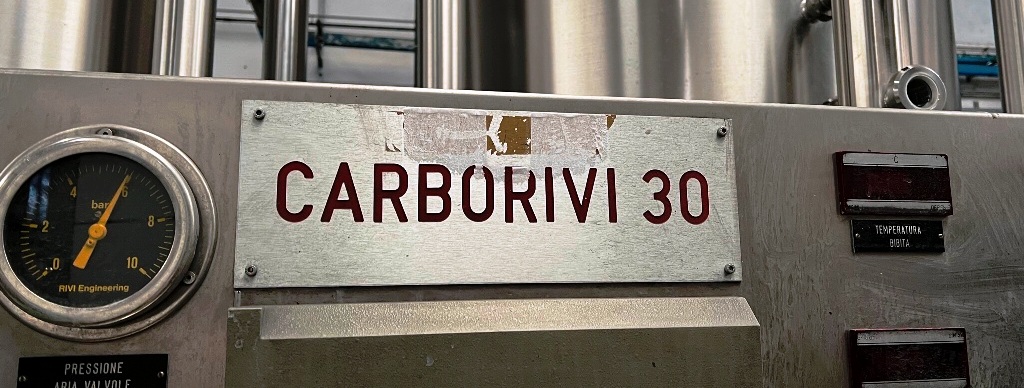 CARBORIVI 30
4
6
bar
2
8
0
10
RIVI Engineering
PRESSIONE
ARIA VALVOLE
TEMPERATURA
BIBITA